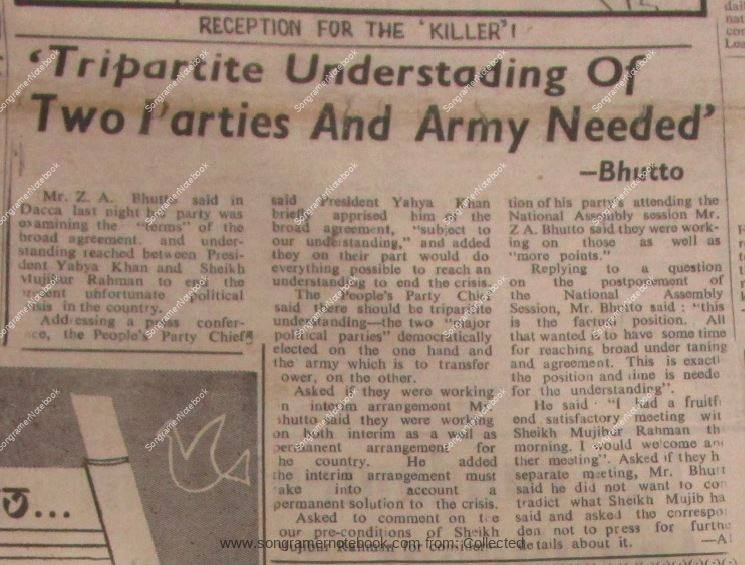 RECEPTION FOR THE 'KILLER'!
'Tripartite Understading Of
Two Parties And Army Needed'
—Bhutto
Mr. Z. A. Bhutto said in
Dacca last night his party was
examining the "terms" of the
broad agreement. and under-
standing reached between Presi-
dent Yahya Khan and Sheikh
Mujibur Rahman to end the
unfortunate political
in the country.
Addressing a press confer-
the People's Party Chief
said President Yahya Khan
briefly apprised him of the
broad agreement, "subject to
our understanding," and added
they on their part would do
everything possible to reach an
understanding to end the crisis.
The People's Party Chief
said there should be tripartite
understanding—the two "major
political parties" democratically
elected on the one hand and
the army which is to transfer
ower, on the other.
Asked if they were working
n interim arrangement Mr.
hutto said they were working
on both interim as a well as
permanent arrangement for
he country. He added
the interim arrangement must
ake into account a
permanent solution to the crisis.
Asked to comment on the
our pre-conditions of Sheikh
tion of his party's attending the
National Assembly session Mr.
Z A. Bhutto said they were work-
ing on those as well as
"more points."
Replying to a question
on the postponment of
the National Assembly
Session, Mr. Bhutto said : "this
is the factual position. All
that wanted is to have some time
for reaching broad under taning
and agreement. This is exactl
the position and time is neede
for the understanding".
He said : "I had a fruitf
end satisfactory meeting wit
Sheikh Mujibur Rahman th
morning. I would welcome an
ther meeting". Asked if they h
separate meeting, Mr. Bhutt
said he did not want to con
tradict what Sheikh Mujib ha
said and asked the correspo
den not to press for furthe
details about it. —A
www.songramernotebook.com from: Collected